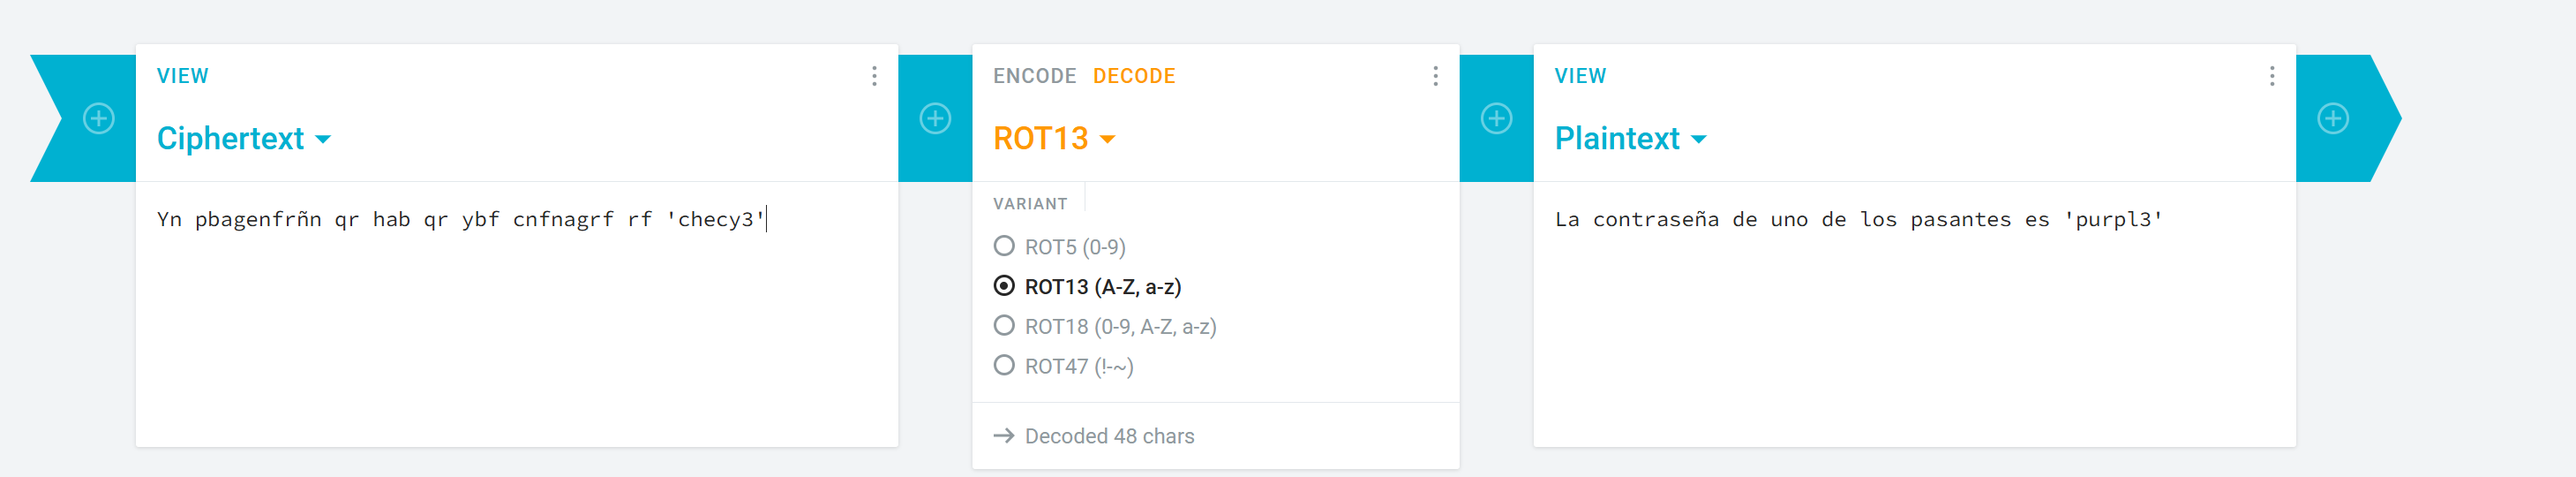 VIEW
Ciphertext
Yn pbagenfrñn qr hab qr ybf cnfnagrf rf 'checy3'
ENCODE DECODE
ROT13
VARIANT
ROT5 (0-9)
ROT13 (A-Z, a-z)
ROT18 (0-9, A-Z, a-z)
ROT47 (!-~)
→ Decoded 48 chars
VIEW
Plaintext
La contraseña de uno de los pasantes es 'purpl3'